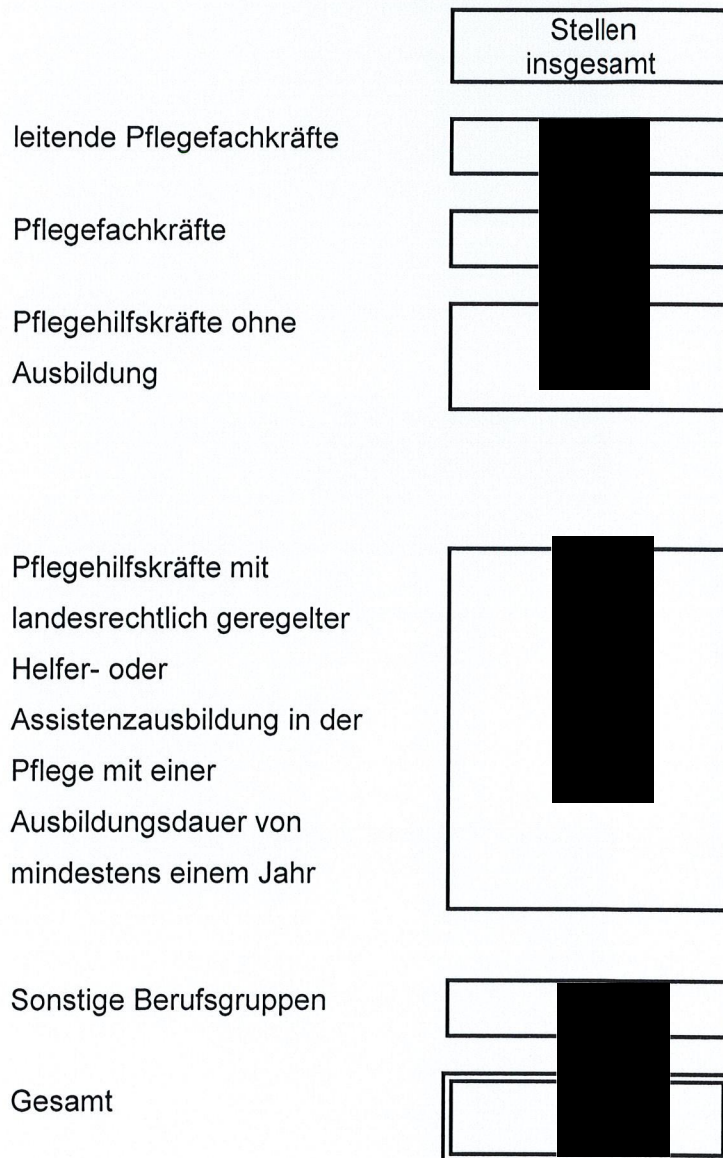 Stellen
insgesamt
leitende Pflegefachkräfte
Pflegefachkräfte
Pflegehilfskräfte ohne
Ausbildung
Pflegehilfskräfte mit
landesrechtlich geregelter
Helfer- oder
Assistenzausbildung in der
Pflege mit einer
Ausbildungsdauer von
mindestens einem Jahr
Sonstige Berufsgruppen
Gesamt